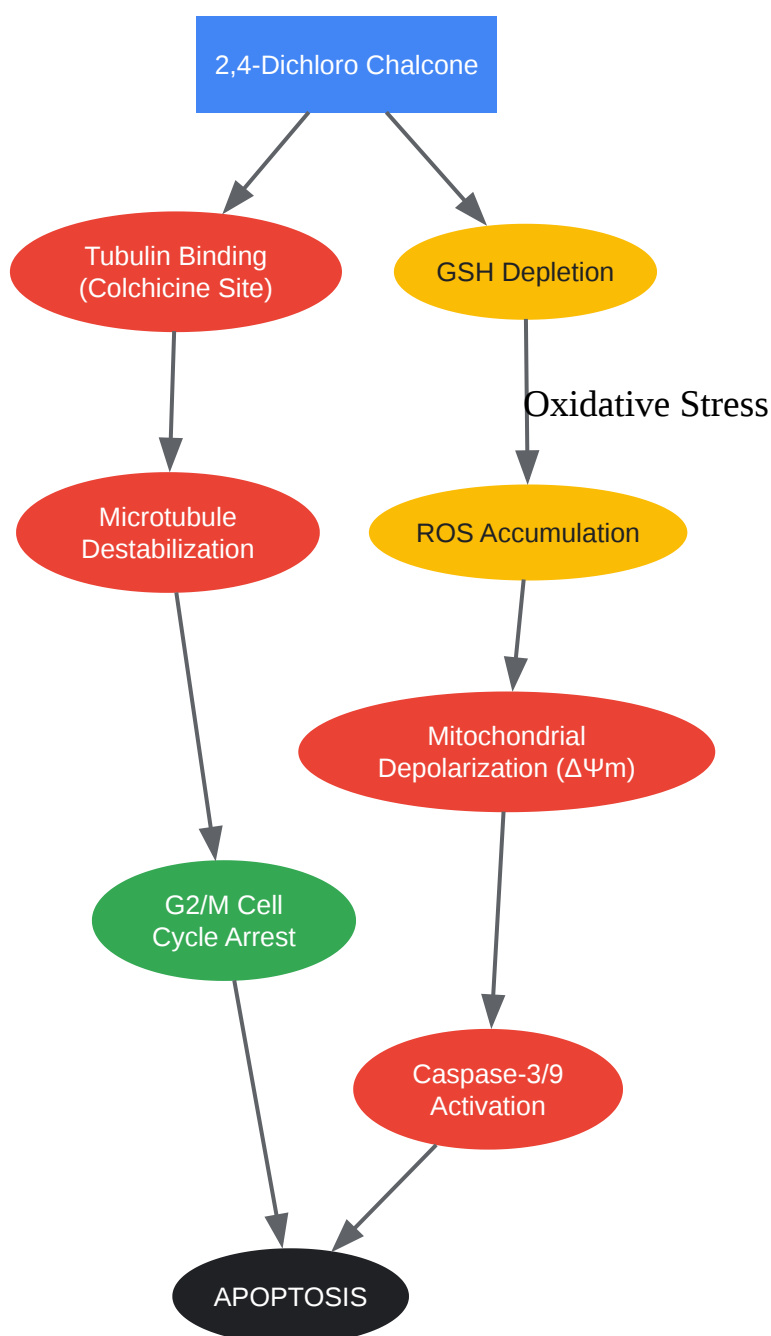 2,4-Dichloro Chalcone
Tubulin Binding
(Colchicine Site)
GSH Depletion
Oxidative Stress
Microtubule
Destabilization
ROS Accumulation
Mitochondrial
Depolarization (ΔΨm)
G2/M Cell
Cycle Arrest
Caspase-3/9
Activation
APOPTOSIS